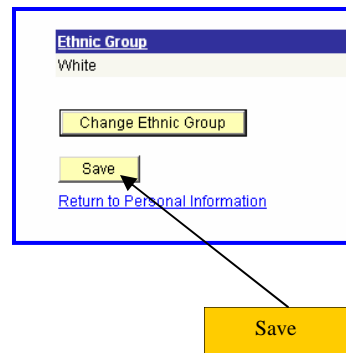 Ethnic Group
White
Change Ethnic Group
Save
Return to Personal Information
Save